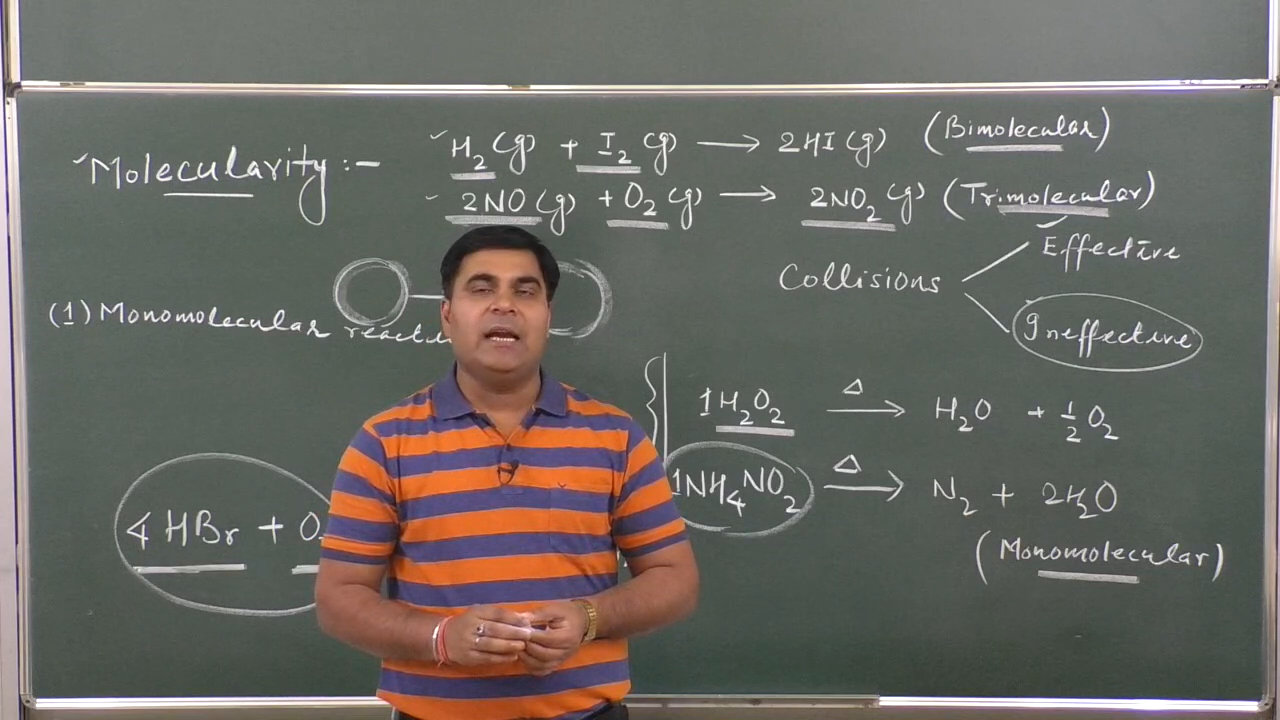 Molecularity :-
H₂(g) + I₂(g) ⟶ 2HI(g) (Bimolecular)
2NO(g) + O₂(g) ⟶ 2NO₂(g) (Trimolecular)
Collisions
Effective
Ineffective
(1) Monomolecular reacti
1H₂O₂ Δ⟶ H₂O + 1/2 O₂
1NH₄NO₂ Δ⟶ N₂ + 2H₂O
(Monomolecular)
4HBr + O